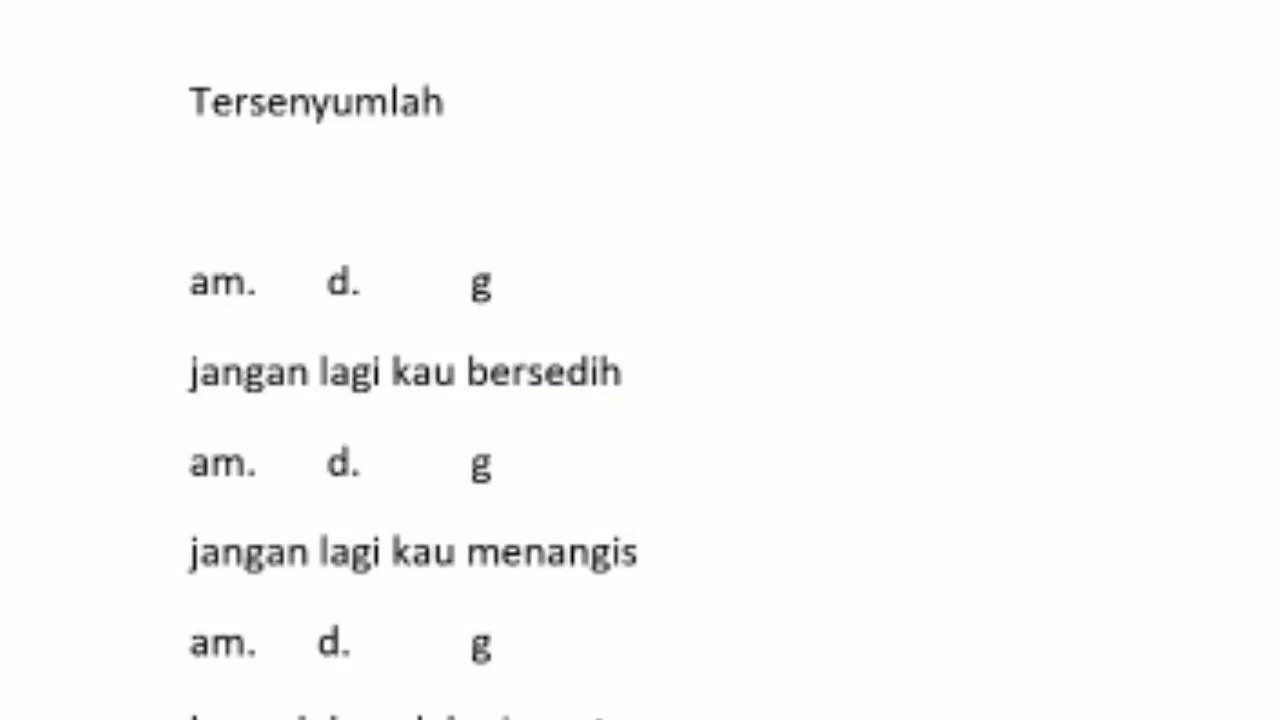 Tersenyumlah
am. d. g
jangan lagi kau bersedih
am. d. g
jangan lagi kau menangis
am. d. g